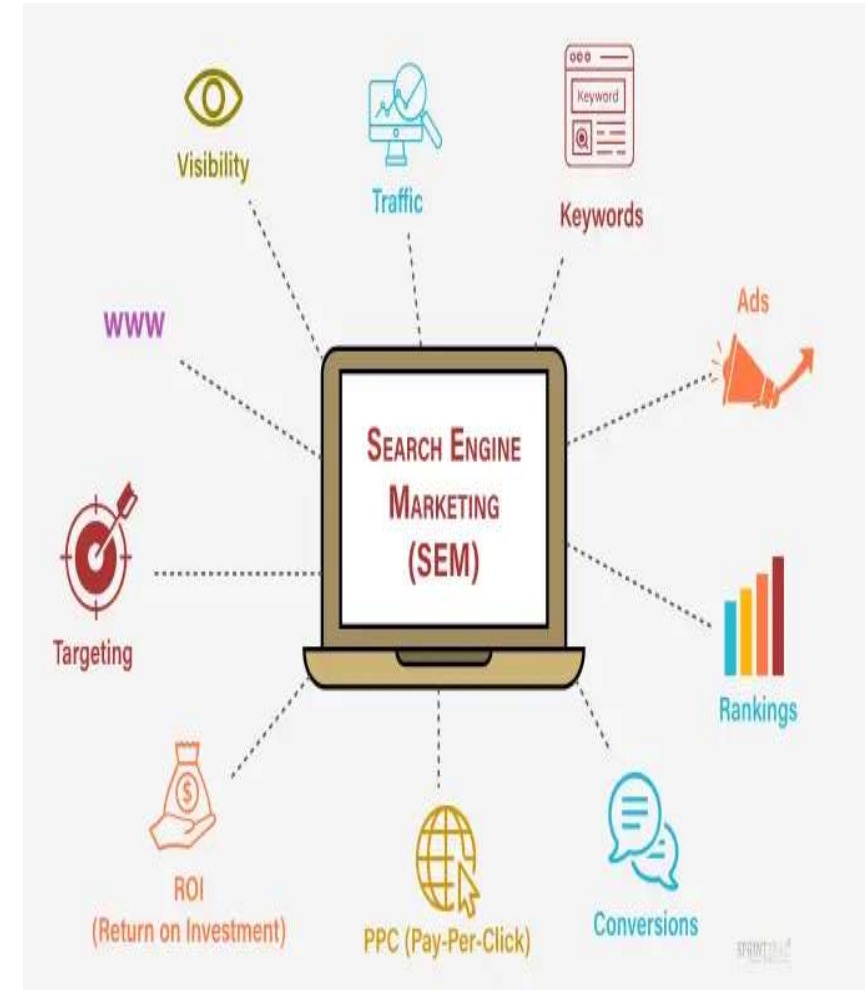 Visibility
Traffic
Keyword
Keywords
WWW
Ads
SEARCH ENGINE
MARKETING
(SEM)
Targeting
Rankings
ROI
(Return on Investment)
PPC (Pay-Per-Click)
Conversions